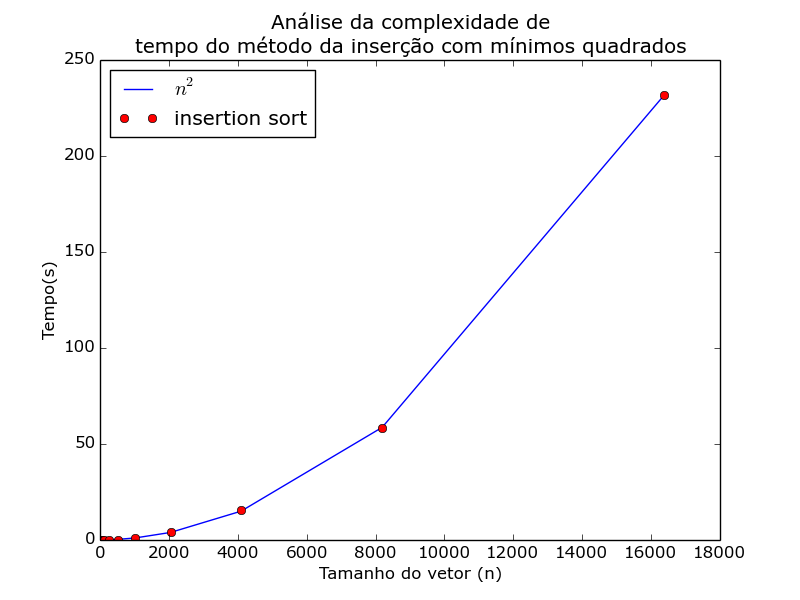 Análise da complexidade de
tempo do método da inserção com mínimos quadrados
n²
insertion sort
250
200
150
100
50
0
Tempo(s)
0 2000 4000 6000 8000 10000 12000 14000 16000 18000
Tamanho do vetor (n)